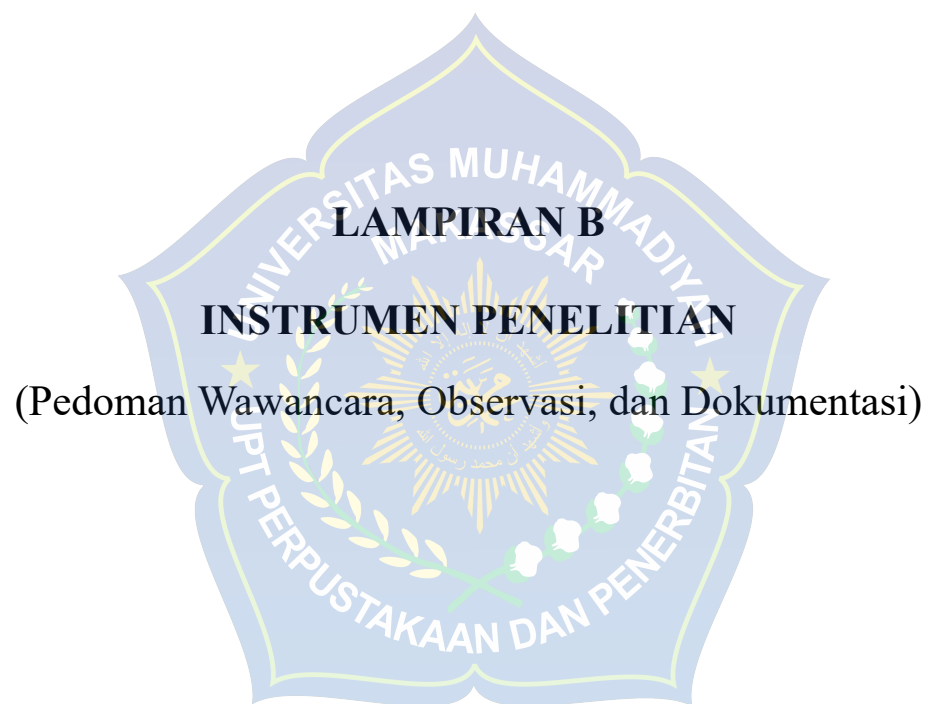 UNIVERSITAS MUHAMMADIYAH
MAKASSAR
LAMPIRAN B
INSTRUMEN PENELITIAN
(Pedoman Wawancara, Observasi, dan Dokumentasi)
UPT PERPUSTAKAAN DAN PENERBITAN